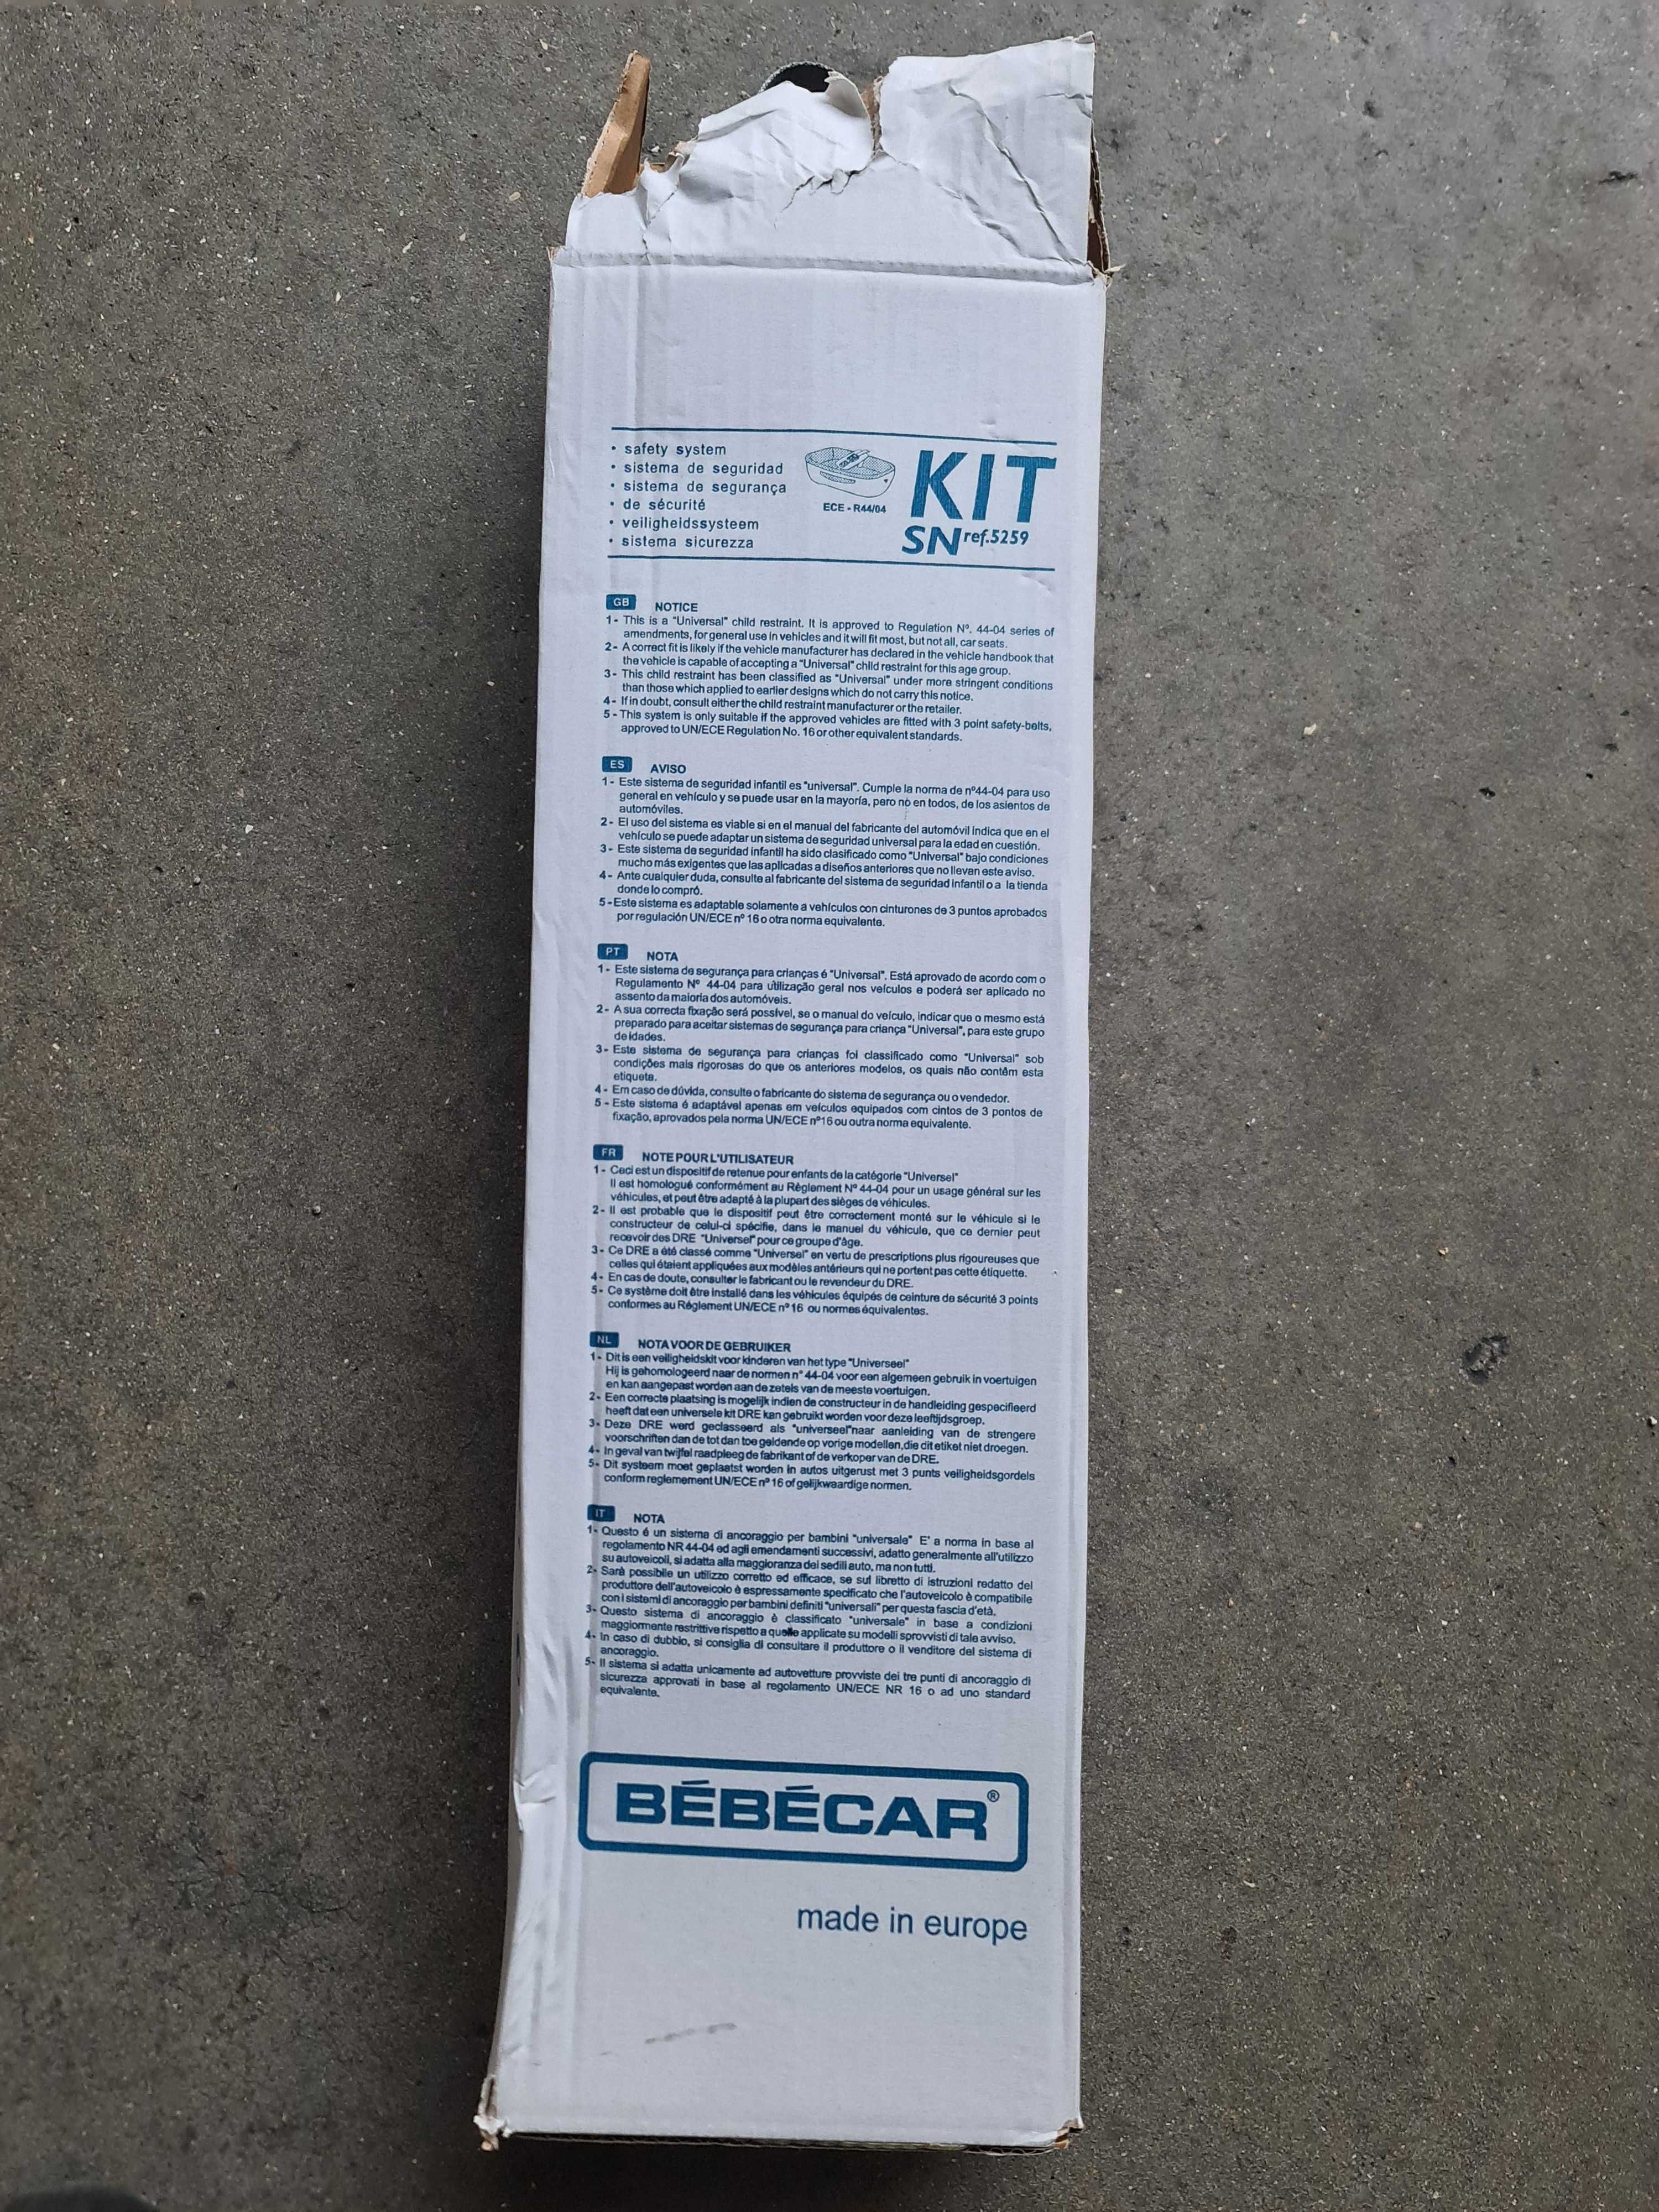 • safety system
• sistema de seguridad
• sistema de segurança
• de sécurité
• veiligheidssysteem
• sistema sicurezza
ECE - R44/04
KIT
SN ref.5259
GB NOTICE
1- This is a "Universal" child restraint. It is approved to Regulation Nº. 44-04 series of
amendments, for general use in vehicles and it will fit most, but not all, car seats.
2- A correct fit is likely if the vehicle manufacturer has declared in the vehicle handbook that
the vehicle is capable of accepting a "Universal" child restraint for this age group.
3- This child restraint has been classified as "Universal" under more stringent conditions
than those which applied to earlier designs which do not carry this notice.
4- If in doubt, consult either the child restraint manufacturer or the retailer.
5- This system is only suitable if the approved vehicles are fitted with 3 point safety-belts,
approved to UN/ECE Regulation No. 16 or other equivalent standards.
ES AVISO
1- Este sistema de seguridad infantil es "universal". Cumple la norma de nº44-04 para uso
general en vehículo y se puede usar en la mayoría, pero no en todos, de los asientos de
automóviles.
2- El uso del sistema es viable si en el manual del fabricante del automóvil indica que en el
vehículo se puede adaptar un sistema de seguridad universal para la edad en cuestión.
3- Este sistema de seguridad infantil ha sido clasificado como "Universal" bajo condiciones
mucho más exigentes que las aplicadas a diseños anteriores que no llevan este aviso.
4- Ante cualquier duda, consulte al fabricante del sistema de seguridad infantil o a la tienda
donde lo compró.
5-Este sistema es adaptable solamente a vehículos con cinturones de 3 puntos aprobados
por regulación UN/ECE nº 16 o otra norma equivalente.
PT NOTA
1- Este sistema de segurança para crianças é "Universal". Está aprovado de acordo com o
Regulamento Nº 44-04 para utilização geral nos veículos e poderá ser aplicado no
assento da maioria dos automóveis.
2- A sua correcta fixação será possível, se o manual do veículo, indicar que o mesmo está
preparado para aceitar sistemas de segurança para criança "Universal", para este grupo
de idades.
3- Este sistema de segurança para crianças foi classificado como "Universal" sob
condições mais rigorosas do que os anteriores modelos, os quais não contêm esta
etiqueta.
4- Em caso de dúvida, consulte o fabricante do sistema de segurança ou o vendedor.
5- Este sistema é adaptável apenas em veículos equipados com cintos de 3 pontos de
fixação, aprovados pela norma UN/ECE nº16 ou outra norma equivalente.
FR NOTE POUR L'UTILISATEUR
1- Ceci est un dispositif de retenue pour enfants de la catégorie "Universel"
Il est homologué conformément au Règlement Nº 44-04 pour un usage général sur les
véhicules, et peut être adapté à la plupart des sièges de véhicules.
2- Il est probable que le dispositif peut être correctement monté sur le véhicule si le
constructeur de celui-ci spécifie, dans le manuel du véhicule, que ce dernier peut
recevoir des DRE "Universel" pour ce groupe d'âge.
3- Ce DRE a été classé comme "Universel" en vertu de prescriptions plus rigoureuses que
celles qui étaient appliquées aux modèles antérieurs qui ne portent pas cette étiquette.
4- En cas de doute, consulter le fabricant ou le revendeur du DRE.
5- Ce système doit être installé dans les véhicules équipés de ceinture de sécurité 3 points
conformes au Réglement UN/ECE nº 16 ou normes équivalentes.
NL NOTA VOOR DE GEBRUIKER
1- Dit is een veiligheidskit voor kinderen van het type "Universeel"
Hij is gehomologeerd naar de normen nº 44-04 voor een algemeen gebruik in voertuigen
en kan aangepast worden aan de zetels van de meeste voertuigen.
2- Een correcte plaatsing is mogelijk indien de constructeur in de handleiding gespecifieerd
heeft dat een universele kit DRE kan gebruikt worden voor deze leeftijdsgroep.
3- Deze DRE werd geclasseerd als "universeel"naar aanleiding van de strengere
voorschriften dan de tot dan toe geldende op vorige modellen,die dit etiket niet droegen.
4- In geval van twijfel raadpleeg de fabrikant of de verkoper van de DRE.
5- Dit systeem moet geplaatst worden in autos uitgerust met 3 punts veiligheidsgordels
conform reglemement UN/ECE nº 16 of gelijkwaardige normen.
IT NOTA
1- Questo é un sistema di ancoraggio per bambini "universale" E' a norma in base al
regolamento NR 44-04 ed agli emendamenti successivi, adatto generalmente all'utilizzo
su autoveicoli, si adatta alla maggioranza dei sedili auto, ma non tutti.
2- Sarà possibile un utilizzo corretto ed efficace, se sul libretto di istruzioni redatto del
produttore dell'autoveicolo è espressamente specificato che l'autoveicolo è compatibile
con i sistemi di ancoraggio per bambini definiti "universali" per questa fascia d'età.
3- Questo sistema di ancoraggio è classificato "universale" in base a condizioni
maggiormente restrittive rispetto a quelle applicate su modelli sprovvisti di tale avviso.
4- In caso di dubbio, si consiglia di consultare il produttore o il venditore del sistema di
ancoraggio.
5- Il sistema si adatta unicamente ad autovetture provviste dei tre punti di ancoraggio di
sicurezza approvati in base al regolamento UN/ECE NR 16 o ad uno standard
equivalente.
BÉBÉCAR®
made in europe